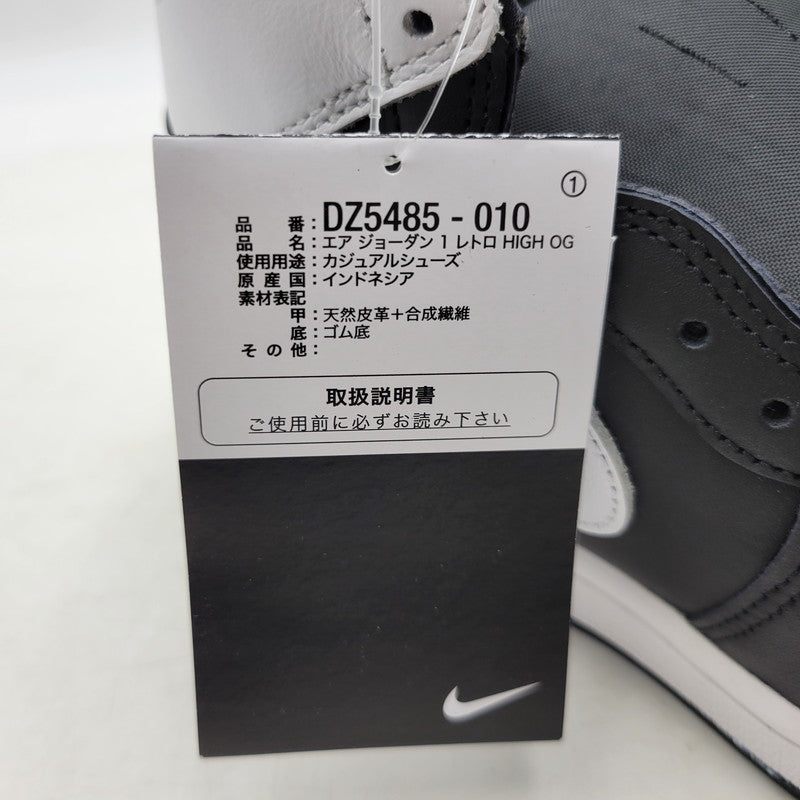 ①
品番：DZ5485 - 010
品名：エア ジョーダン 1 レトロ HIGH OG
使用用途：カジュアルシューズ
原産国：インドネシア
素材表記
甲：天然皮革＋合成繊維
底：ゴム底
その他：
取扱説明書
ご使用前に必ずお読み下さい